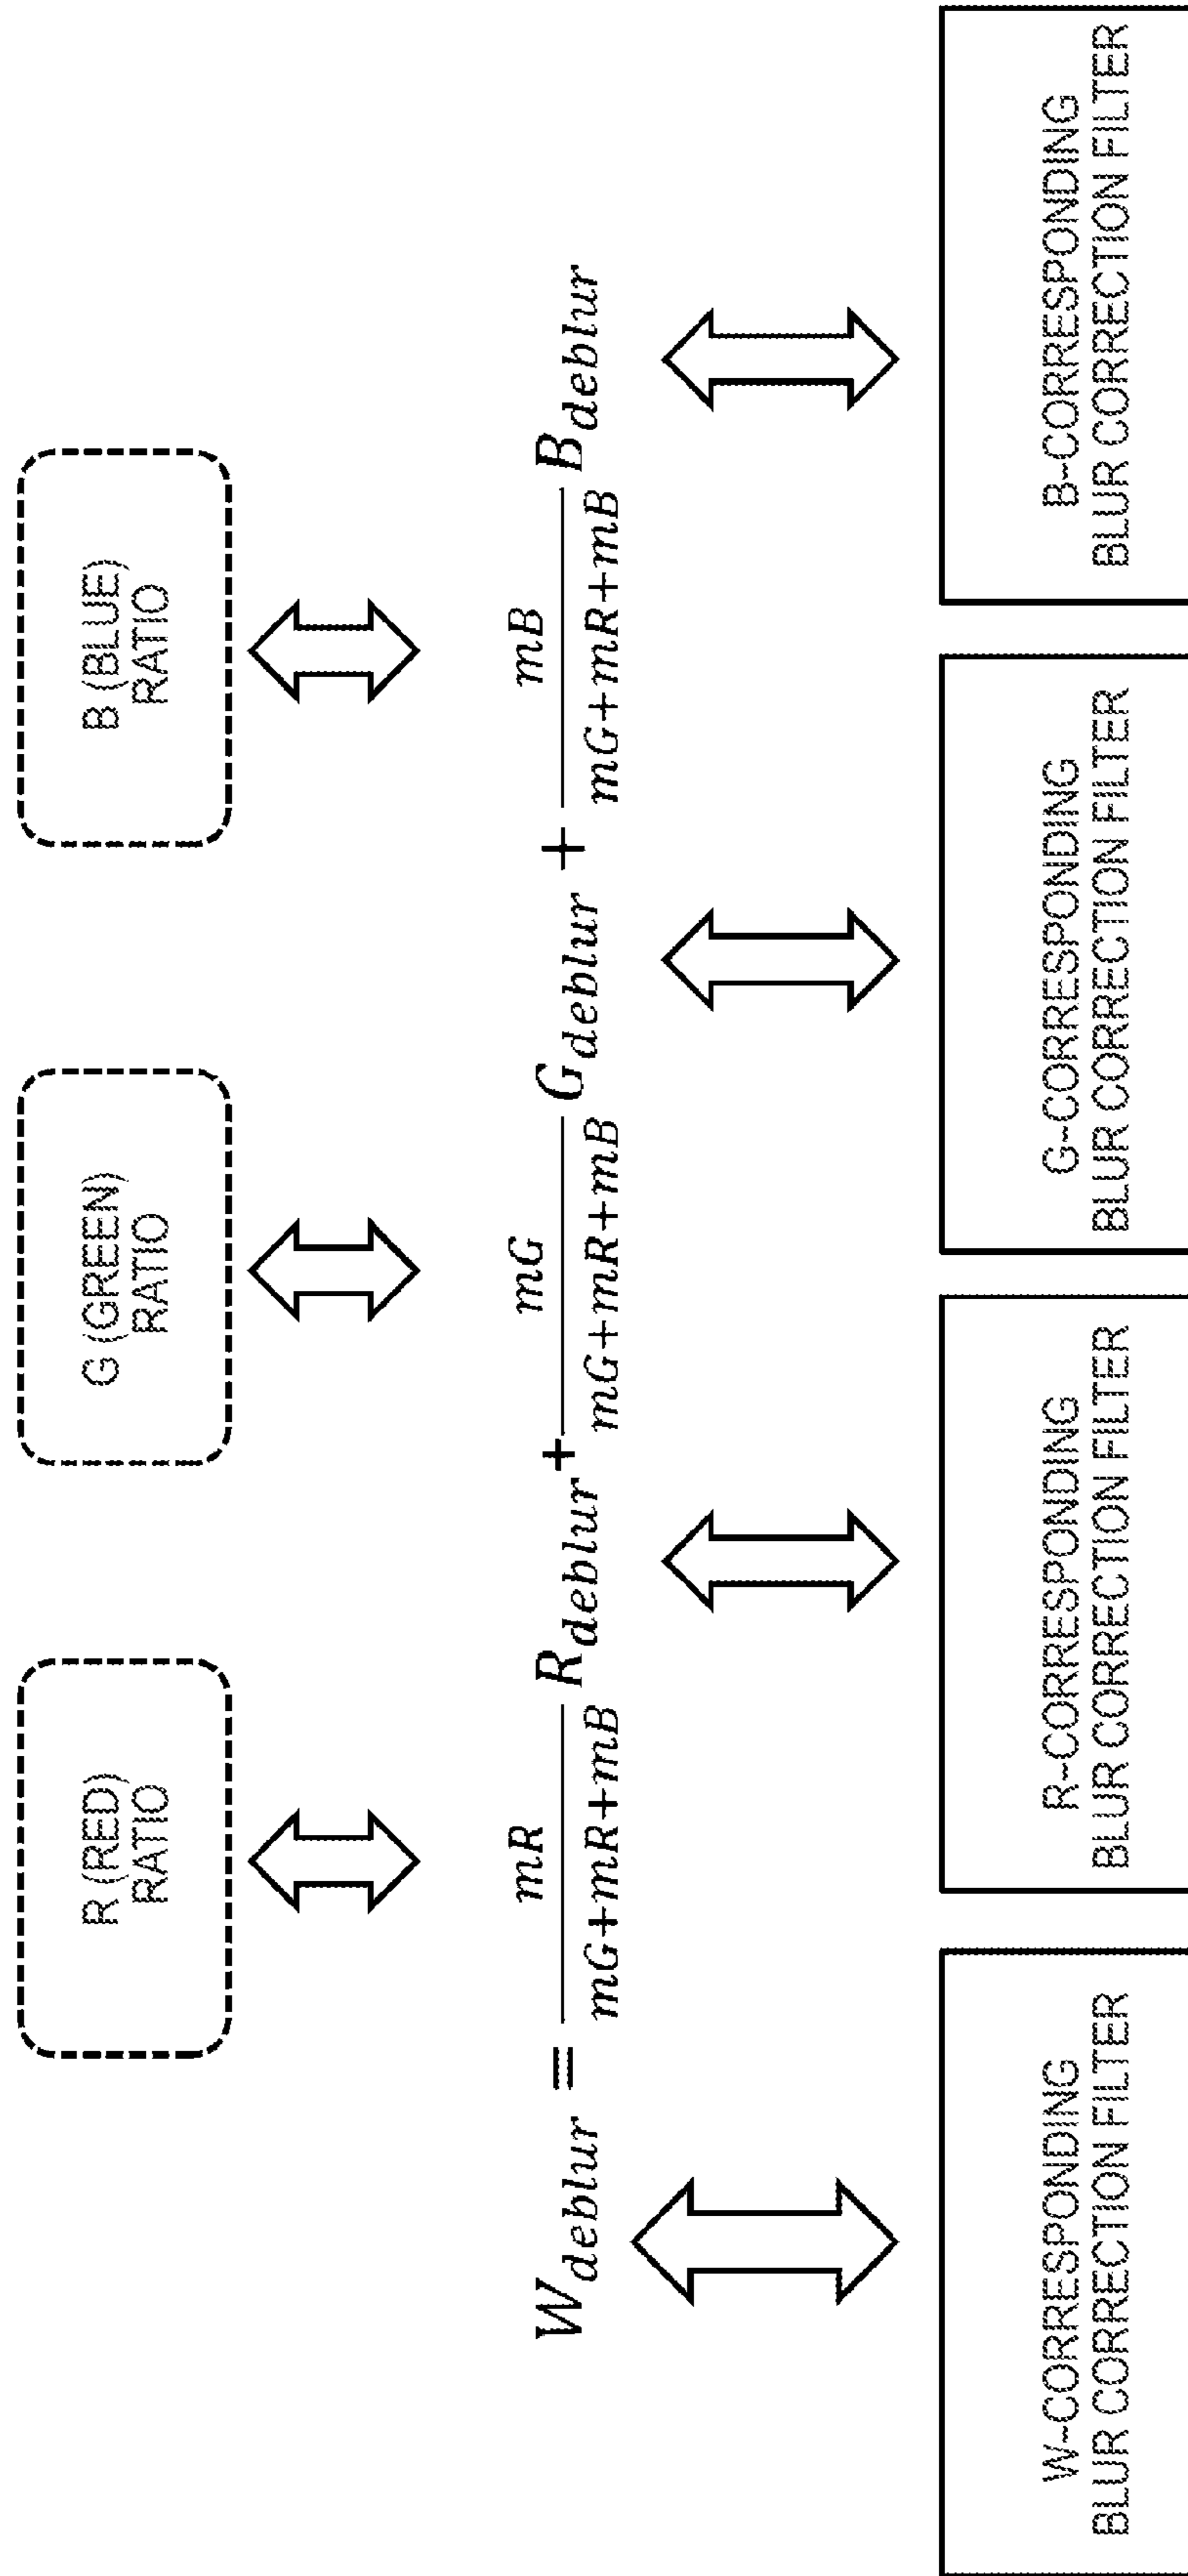 R (RED)
RATIO
G (GREEN)
RATIO
B (BLUE)
RATIO
W_deblur = mR/(mG+mR+mB) R_deblur + mG/(mG+mR+mB) G_deblur + mB/(mG+mR+mB) B_deblur
W-CORRESPONDING
BLUR CORRECTION FILTER
R-CORRESPONDING
BLUR CORRECTION FILTER
G-CORRESPONDING
BLUR CORRECTION FILTER
B-CORRESPONDING
BLUR CORRECTION FILTER